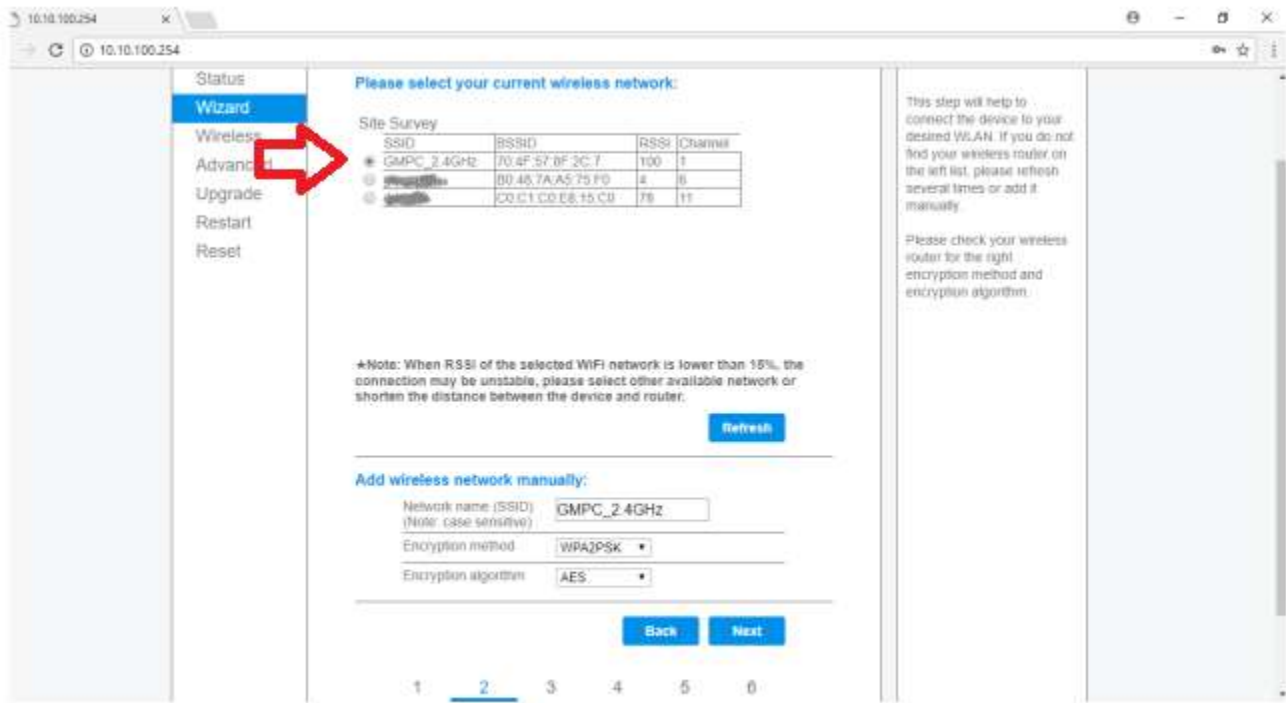 10.10.100.254
10.10.100.254
Status
Wizard
Wireless
Advanced
Upgrade
Restart
Reset
Please select your current wireless network:
Site Survey
SSID BSSID RSSI Channel
GMPC_2.4GHz 70:4F:57:8F:2C:7 100 1
B0:48:7A:A5:75:F0 4 6
C0:C1:C0:E8:15:C0 76 11
★Note: When RSSI of the selected WiFi network is lower than 15%, the
connection may be unstable, please select other available network or
shorten the distance between the device and router.
Refresh
Add wireless network manually:
Network name (SSID)
(Note: case sensitive)
GMPC_2.4GHz
Encryption method WPA2PSK
Encryption algorithm AES
Back Next
1 2 3 4 5 6
This step will help to
connect the device to your
desired WLAN. If you do not
find your wireless router on
the left list, please refresh
several times or add it
manually.
Please check your wireless
router for the right
encryption method and
encryption algorithm.